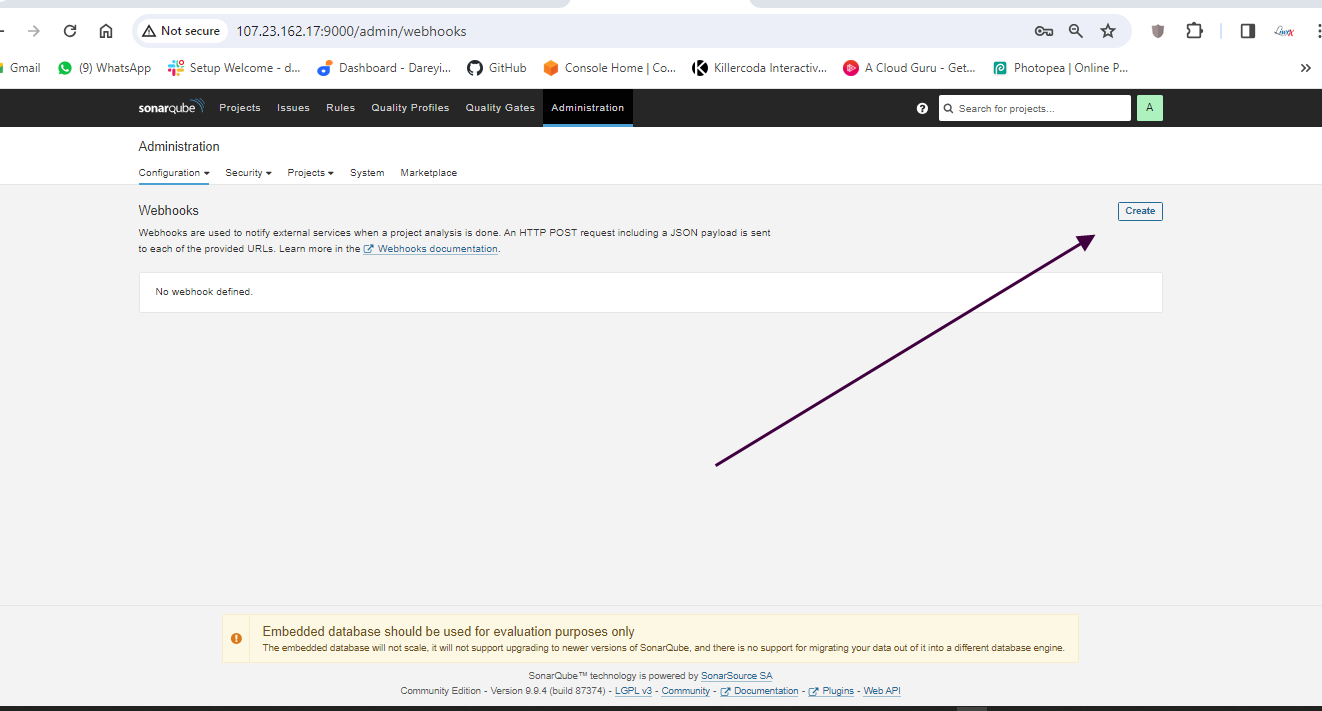 Not secure 107.23.162.17:9000/admin/webhooks
Gmail (9) WhatsApp Setup Welcome - d... Dashboard - Dareyi... GitHub Console Home | Co... Killercoda Interactiv... A Cloud Guru - Get... Photopea | Online P... »
sonarqube Projects Issues Rules Quality Profiles Quality Gates Administration ? Search for projects... A
Administration
Configuration Security Projects System Marketplace
Webhooks Create
Webhooks are used to notify external services when a project analysis is done. An HTTP POST request including a JSON payload is sent
to each of the provided URLs. Learn more in the Webhooks documentation.
No webhook defined.
Embedded database should be used for evaluation purposes only
The embedded database will not scale, it will not support upgrading to newer versions of SonarQube, and there is no support for migrating your data out of it into a different database engine.
SonarQube™ technology is powered by SonarSource SA
Community Edition - Version 9.9.4 (build 87374) - LGPL v3 - Community - Documentation - Plugins - Web API